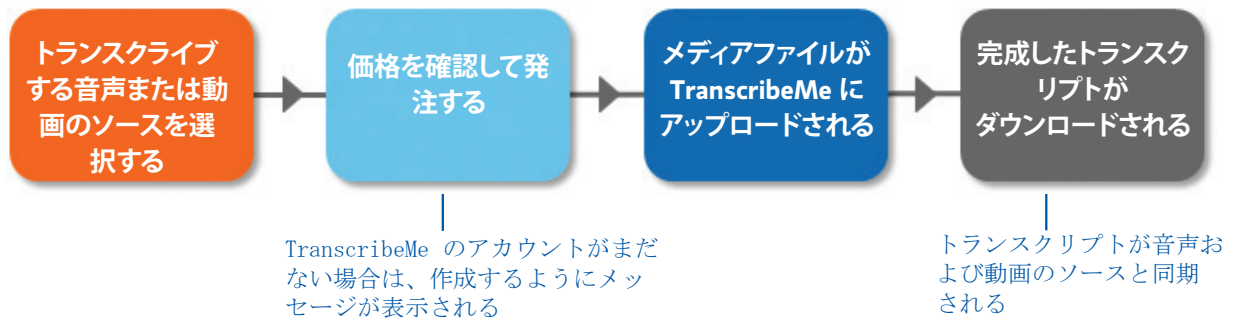 トランスクライブ
する音声または動
画のソースを選
択する
価格を確認して発
注する
メディアファイルが
TranscribeMe に
アップロードされる
完成したトランスク
リプトが
ダウンロードされる
TranscribeMe のアカウントがまだ
ない場合は、作成するようにメッ
セージが表示される
トランスクリプトが音声お
よび動画のソースと同期
される